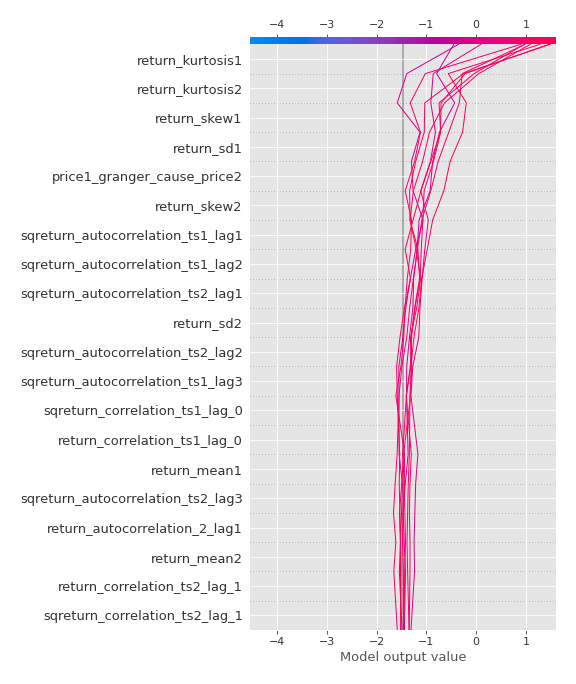 −4 −3 −2 −1 0 1
return_kurtosis1
return_kurtosis2
return_skew1
return_sd1
price1_granger_cause_price2
return_skew2
sqreturn_autocorrelation_ts1_lag1
sqreturn_autocorrelation_ts1_lag2
sqreturn_autocorrelation_ts2_lag1
return_sd2
sqreturn_autocorrelation_ts2_lag2
sqreturn_autocorrelation_ts1_lag3
sqreturn_correlation_ts1_lag_0
return_correlation_ts1_lag_0
return_mean1
sqreturn_autocorrelation_ts2_lag3
return_autocorrelation_2_lag1
return_mean2
return_correlation_ts2_lag_1
sqreturn_correlation_ts2_lag_1
−4 −3 −2 −1 0 1
Model output value